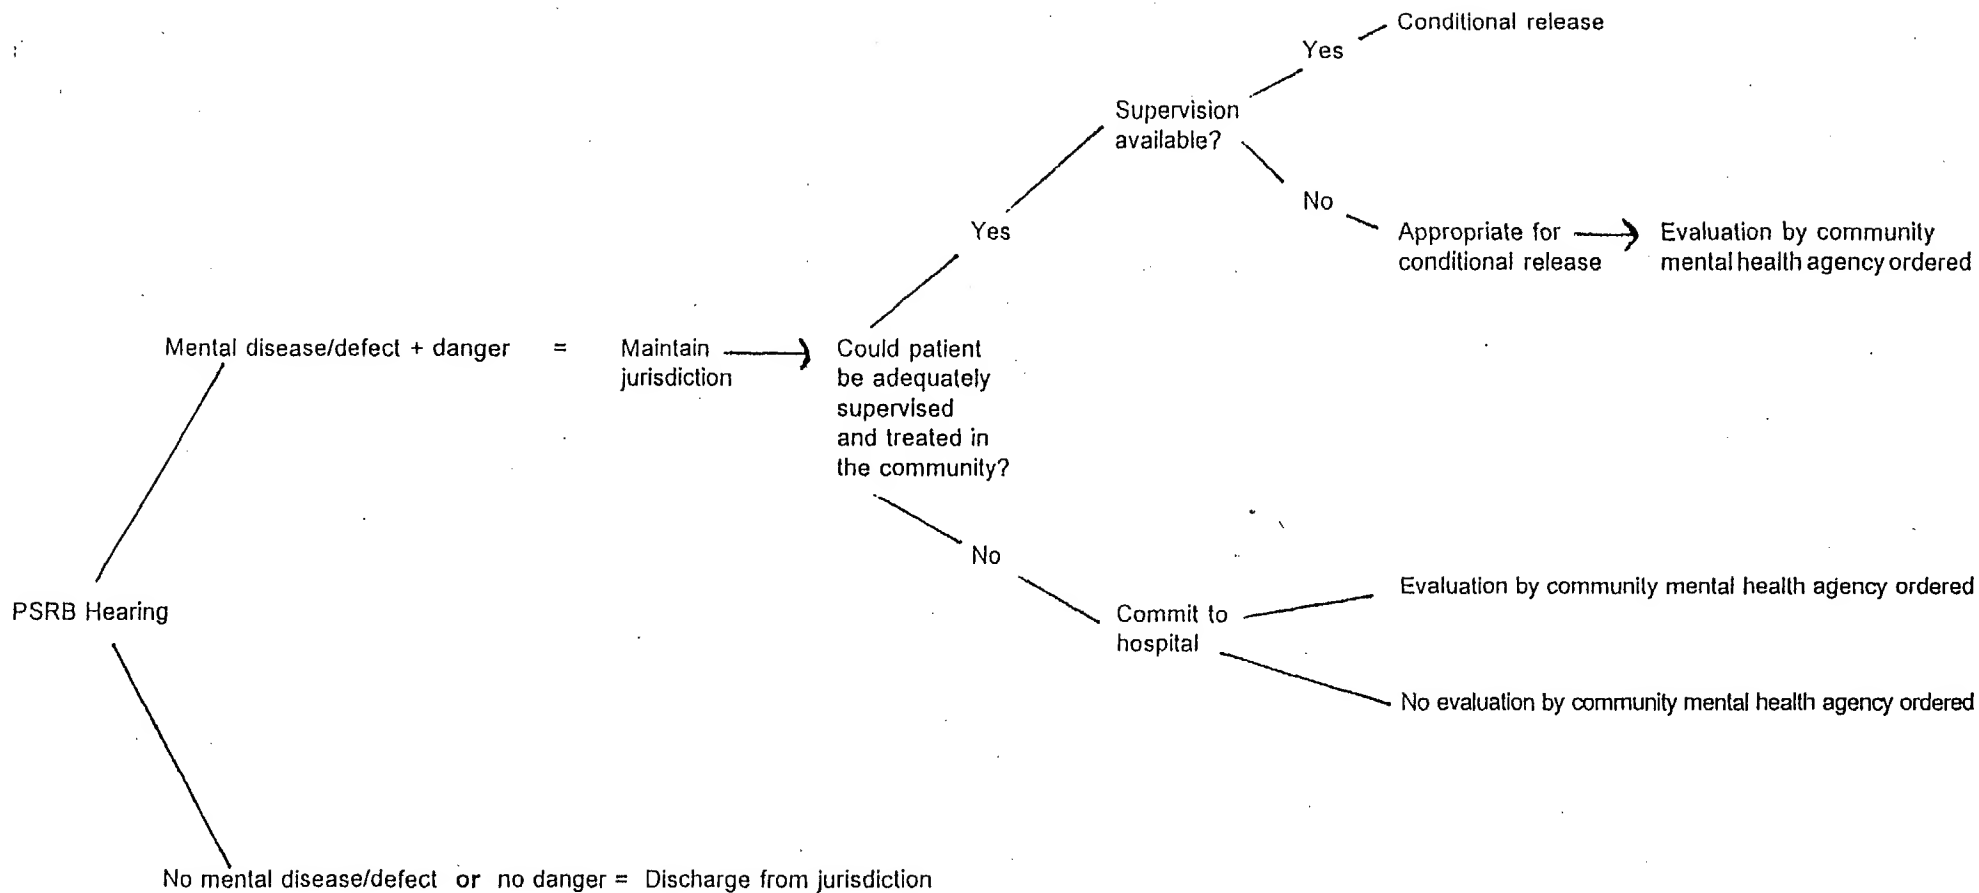 Conditional release
Yes
Supervision
available?
No
Yes
Appropriate for
conditional release
Evaluation by community
mental health agency ordered
Mental disease/defect + danger = Maintain
jurisdiction
Could patient
be adequately
supervised
and treated in
the community?
No
PSRB Hearing
Commit to
hospital
Evaluation by community mental health agency ordered
No evaluation by community mental health agency ordered
No mental disease/defect or no danger = Discharge from jurisdiction